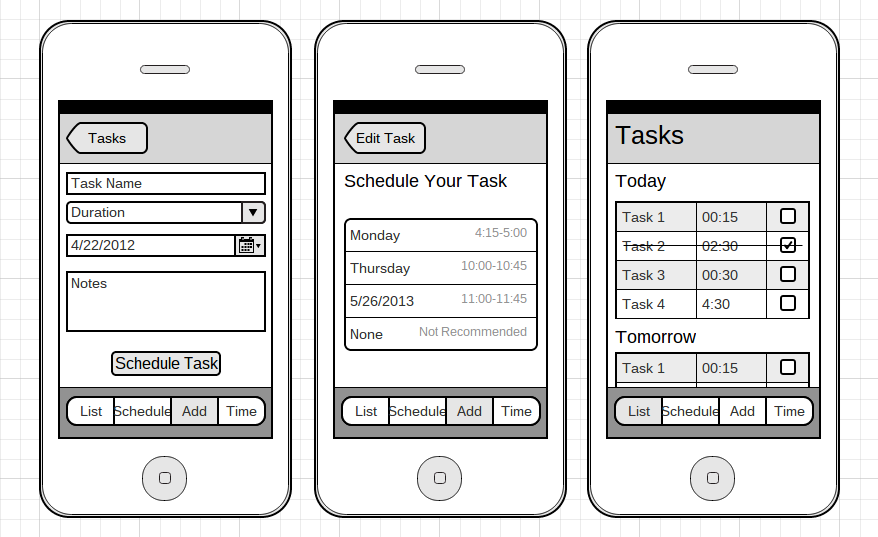 Tasks
Task Name
Duration
4/22/2012
Notes
Schedule Task
List Schedule Add Time
Edit Task
Schedule Your Task
Monday 4:15-5:00
Thursday 10:00-10:45
5/26/2013 11:00-11:45
None Not Recommended
List Schedule Add Time
Tasks
Today
Task 1 00:15
Task 2 02:30
Task 3 00:30
Task 4 4:30
Tomorrow
Task 1 00:15
List Schedule Add Time